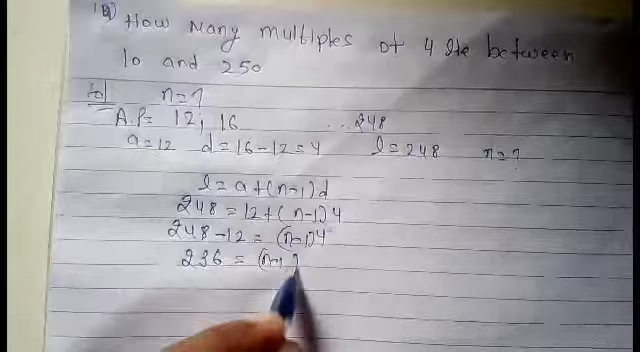 How Many multiples of 4 lie between
10 and 250
sol n=?
A.P= 12, 16 ...248
a=12 d=16-12=4 l=248 n=?
l=a+(n-1)d
248=12+(n-1)4
248-12=(n-1)4
236=(n-1)